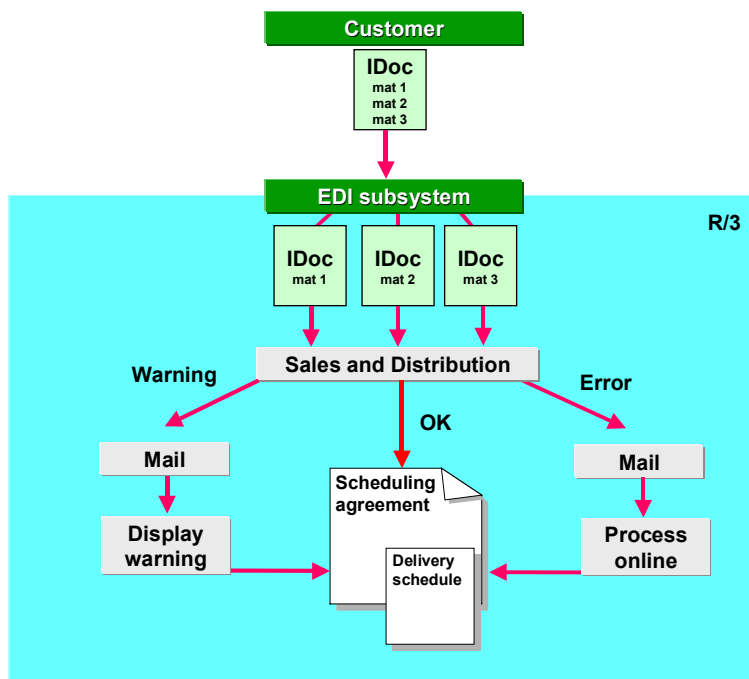 Customer
IDoc
mat 1
mat 2
mat 3
EDI subsystem
R/3
IDoc
mat 1
IDoc
mat 2
IDoc
mat 3
Sales and Distribution
Warning
Error
OK
Mail
Mail
Scheduling
agreement
Display
warning
Process
online
Delivery
schedule